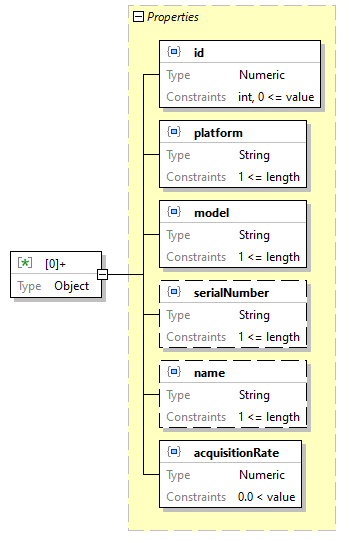 Properties
id
Type Numeric
Constraints int, 0 <= value
platform
Type String
Constraints 1 <= length
model
Type String
Constraints 1 <= length
[0]+
Type Object
serialNumber
Type String
Constraints 1 <= length
name
Type String
Constraints 1 <= length
acquisitionRate
Type Numeric
Constraints 0.0 < value